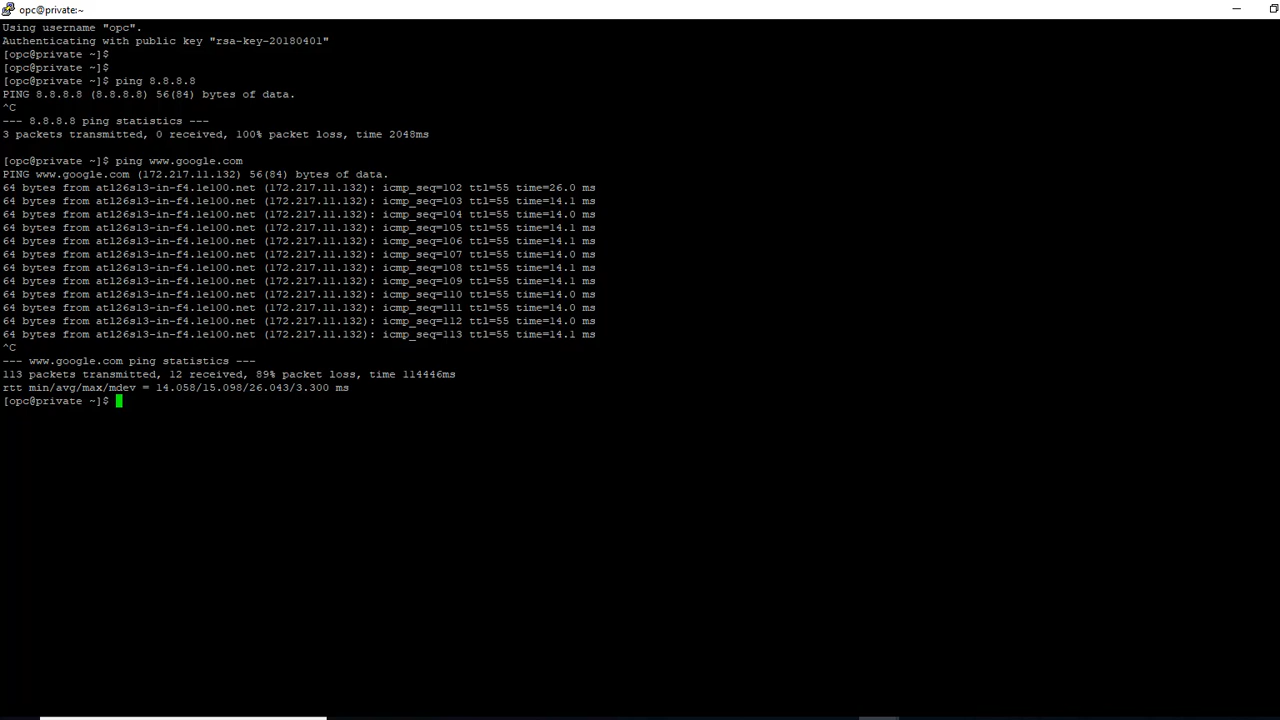 opc@private:~
Using username "opc".
Authenticating with public key "rsa-key-20180401"
[opc@private ~]$
[opc@private ~]$
[opc@private ~]$ ping 8.8.8.8
PING 8.8.8.8 (8.8.8.8) 56(84) bytes of data.
^C
--- 8.8.8.8 ping statistics ---
3 packets transmitted, 0 received, 100% packet loss, time 2048ms
[opc@private ~]$ ping www.google.com
PING www.google.com (172.217.11.132) 56(84) bytes of data.
64 bytes from atl26s13-in-f4.1e100.net (172.217.11.132): icmp_seq=102 ttl=55 time=26.0 ms
64 bytes from atl26s13-in-f4.1e100.net (172.217.11.132): icmp_seq=103 ttl=55 time=14.1 ms
64 bytes from atl26s13-in-f4.1e100.net (172.217.11.132): icmp_seq=104 ttl=55 time=14.0 ms
64 bytes from atl26s13-in-f4.1e100.net (172.217.11.132): icmp_seq=105 ttl=55 time=14.1 ms
64 bytes from atl26s13-in-f4.1e100.net (172.217.11.132): icmp_seq=106 ttl=55 time=14.1 ms
64 bytes from atl26s13-in-f4.1e100.net (172.217.11.132): icmp_seq=107 ttl=55 time=14.0 ms
64 bytes from atl26s13-in-f4.1e100.net (172.217.11.132): icmp_seq=108 ttl=55 time=14.1 ms
64 bytes from atl26s13-in-f4.1e100.net (172.217.11.132): icmp_seq=109 ttl=55 time=14.1 ms
64 bytes from atl26s13-in-f4.1e100.net (172.217.11.132): icmp_seq=110 ttl=55 time=14.0 ms
64 bytes from atl26s13-in-f4.1e100.net (172.217.11.132): icmp_seq=111 ttl=55 time=14.0 ms
64 bytes from atl26s13-in-f4.1e100.net (172.217.11.132): icmp_seq=112 ttl=55 time=14.0 ms
64 bytes from atl26s13-in-f4.1e100.net (172.217.11.132): icmp_seq=113 ttl=55 time=14.1 ms
^C
--- www.google.com ping statistics ---
113 packets transmitted, 12 received, 89% packet loss, time 114446ms
rtt min/avg/max/mdev = 14.058/15.098/26.043/3.300 ms
[opc@private ~]$